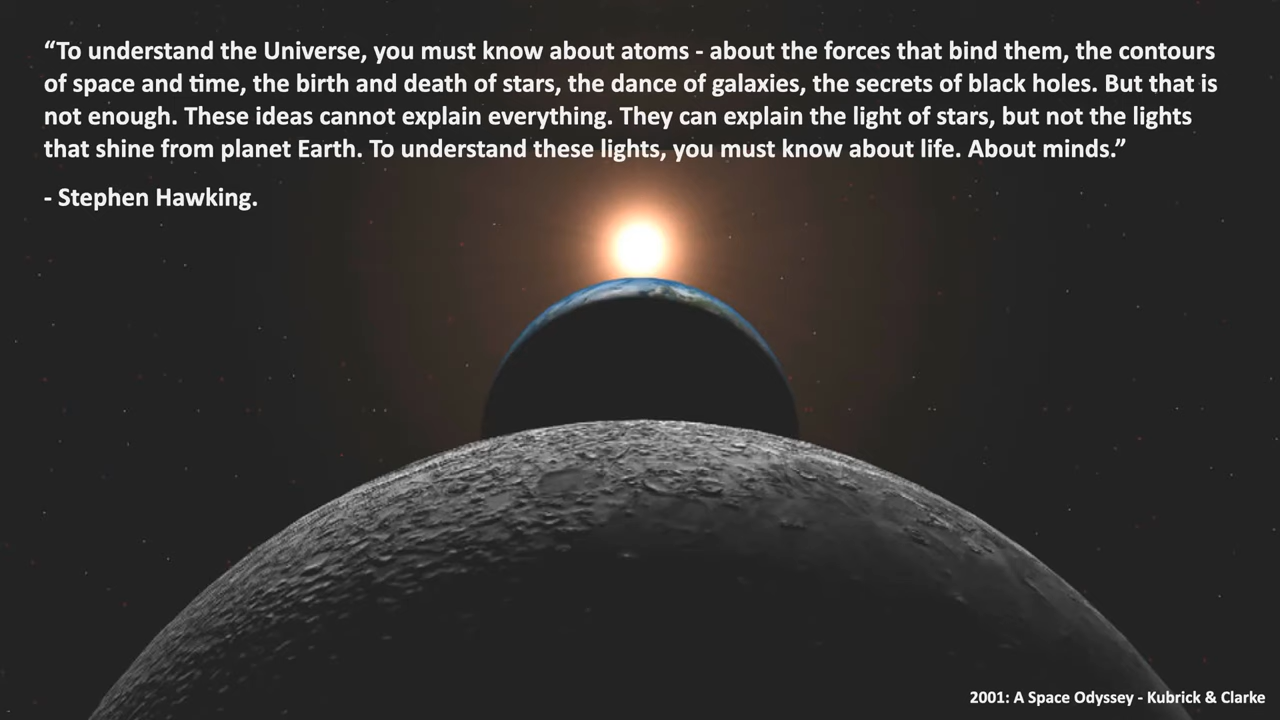 “To understand the Universe, you must know about atoms - about the forces that bind them, the contours
of space and time, the birth and death of stars, the dance of galaxies, the secrets of black holes. But that is
not enough. These ideas cannot explain everything. They can explain the light of stars, but not the lights
that shine from planet Earth. To understand these lights, you must know about life. About minds.”
- Stephen Hawking.
2001: A Space Odyssey - Kubrick & Clarke